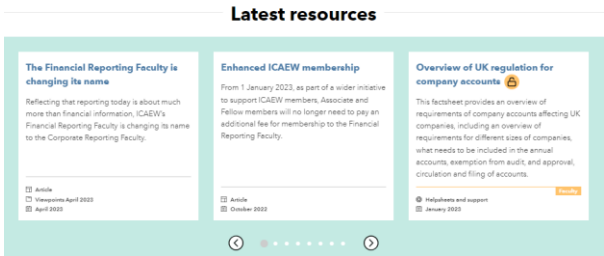 Latest resources
The Financial Reporting Faculty is
changing its name
Reflecting that reporting today is about much
more than financial information, ICAEW's
Financial Reporting Faculty is changing its name
to the Corporate Reporting Faculty.
Article
Viewpoints April 2023
April 2023
Enhanced ICAEW membership
From 1 January 2023, as part of a wider initiative
to support ICAEW members, Associate and
Fellow members will no longer need to pay an
additional fee for membership to the Financial
Reporting Faculty.
Article
October 2022
Overview of UK regulation for
company accounts
This factsheet provides an overview of
requirements of company accounts affecting UK
companies, including an overview of
requirements for different sizes of companies,
what needs to be included in the annual
accounts, exemption from audit, and approval,
circulation and filing of accounts.
Faculty
Helpsheets and support